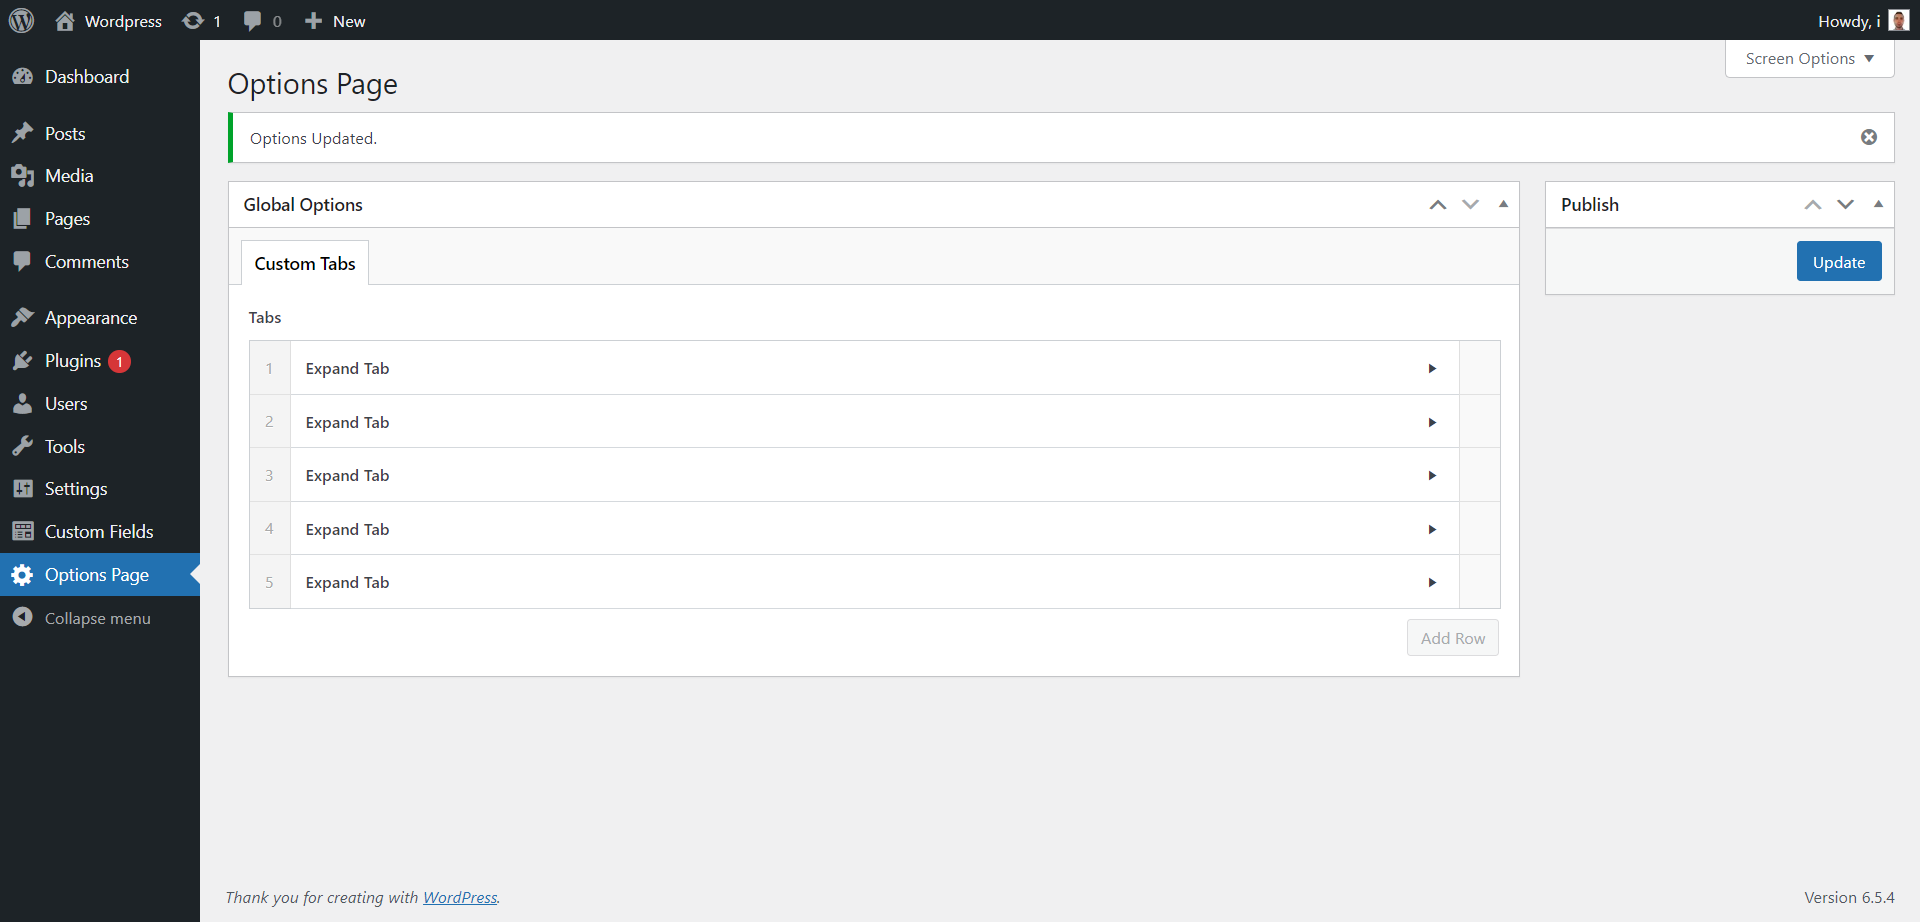 Wordpress 1 0 New Howdy, i
Dashboard
Posts
Media
Pages
Comments
Appearance
Plugins 1
Users
Tools
Settings
Custom Fields
Options Page
Collapse menu
Screen Options
Options Page
Options Updated.
Global Options
Custom Tabs
Tabs
1 Expand Tab
2 Expand Tab
3 Expand Tab
4 Expand Tab
5 Expand Tab
Add Row
Publish
Update
Thank you for creating with WordPress.
Version 6.5.4